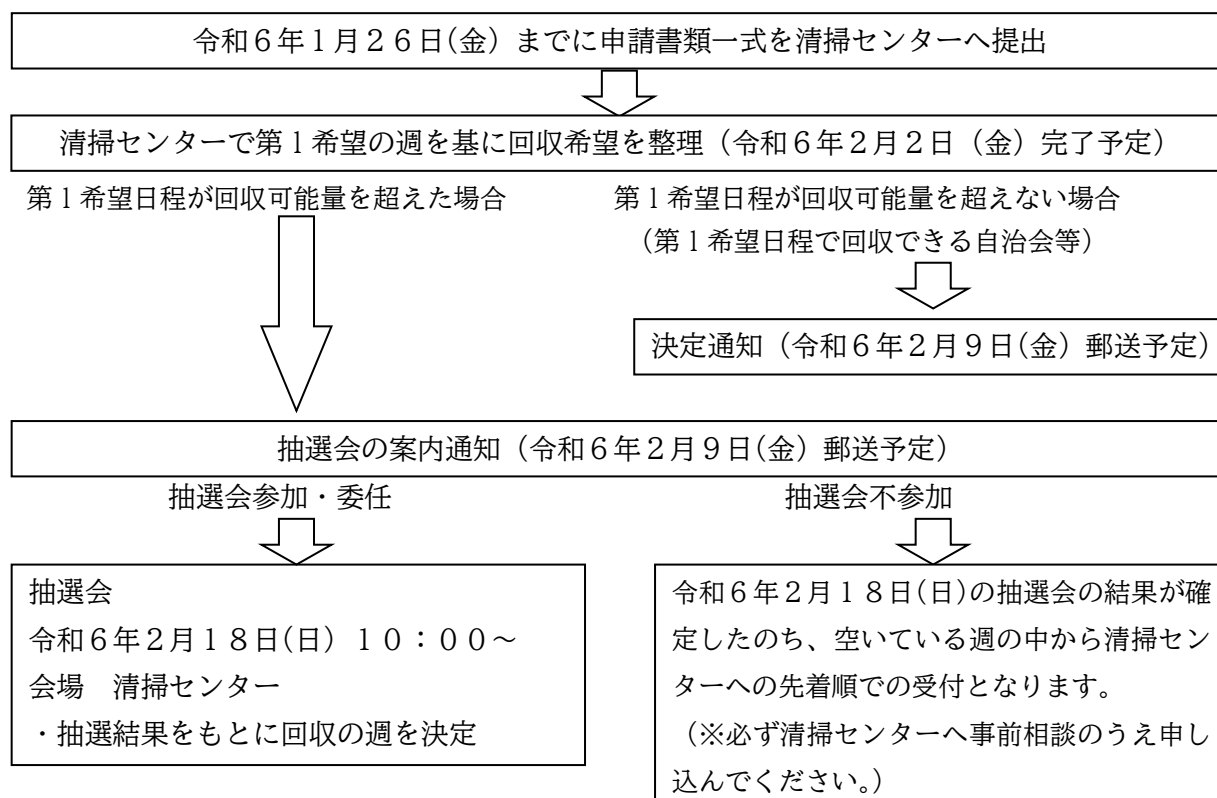 令和６年１月２６日(金）までに申請書類一式を清掃センターへ提出
清掃センターで第１希望の週を基に回収希望を整理（令和６年２月２日（金）完了予定）
第１希望日程が回収可能量を超えた場合
第１希望日程が回収可能量を超えない場合
（第１希望日程で回収できる自治会等）
決定通知（令和６年２月９日(金）郵送予定）
抽選会の案内通知（令和６年２月９日(金）郵送予定）
抽選会参加・委任
抽選会不参加
抽選会
令和６年２月１８日(日）１０：００～
会場　清掃センター
・抽選結果をもとに回収の週を決定
令和６年２月１８日(日)の抽選会の結果が確
定したのち、空いている週の中から清掃セン
ターへの先着順での受付となります。
（※必ず清掃センターへ事前相談のうえ申し
込んでください。）